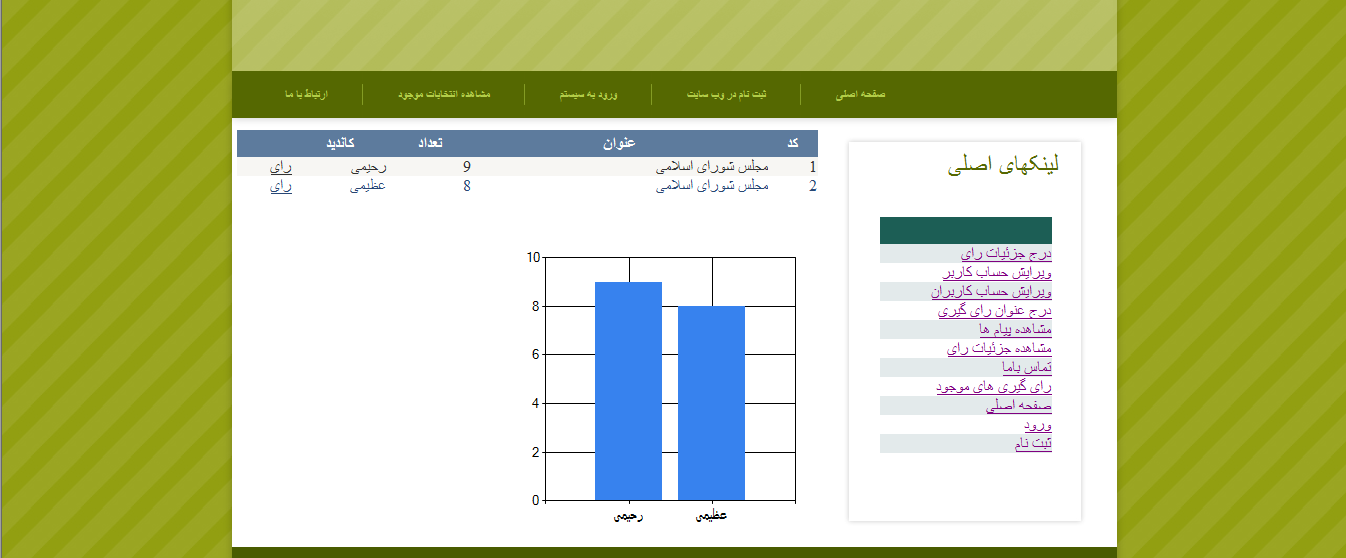 صفحه اصلی ثبت نام در وب سایت ورود به سیستم مشاهده انتخابات موجود ارتباط با ما
لینکهای اصلی
درج جزئیات رای
ویرایش حساب کاربر
ویرایش حساب کاربران
درج عنوان رای گیری
مشاهده پیام ها
مشاهده جزئیات رای
تماس باما
رای گیری های موجود
صفحه اصلی
ورود
ثبت نام
کد عنوان تعداد کاندید
1 مجلس شورای اسلامی 9 رحیمی رای
2 مجلس شورای اسلامی 8 عظیمی رای
10
8
6
4
2
0
رحیمی عظیمی